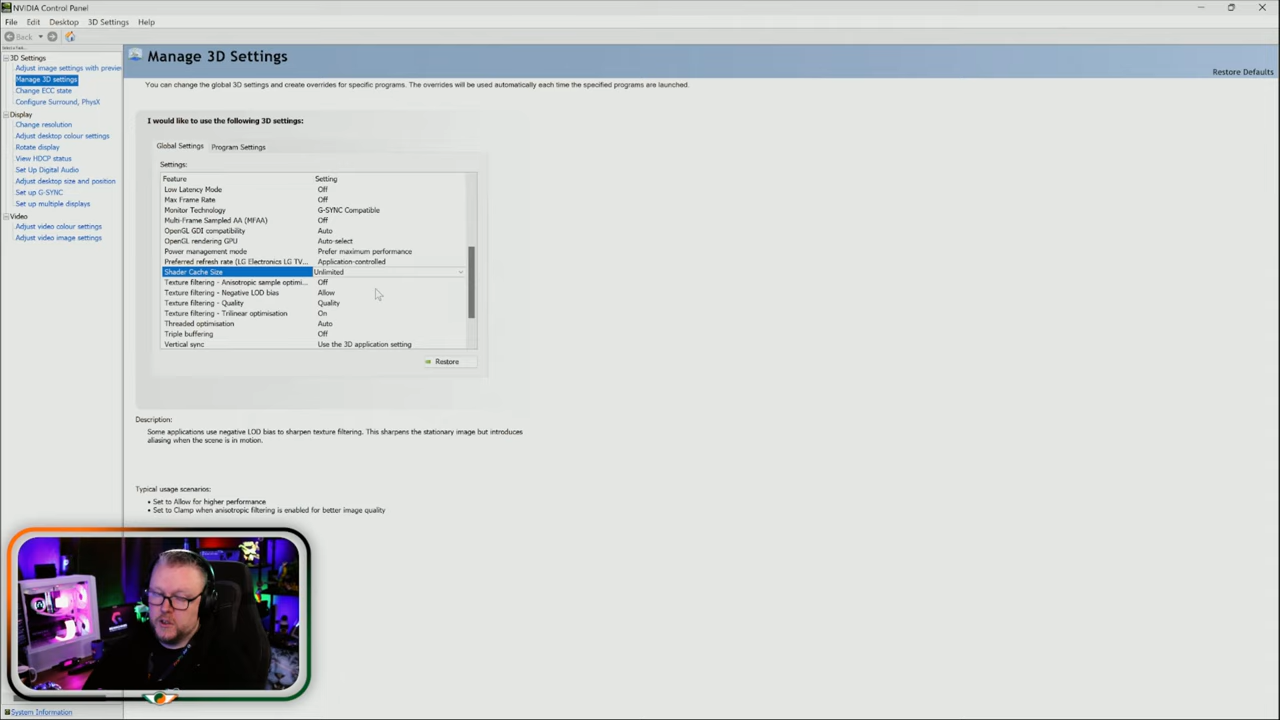 NVIDIA Control Panel
File Edit Desktop 3D Settings Help
Back
3D Settings
Adjust image settings with preview
Manage 3D settings
Change ECC state
Configure Surround, PhysX
Display
Change resolution
Adjust desktop colour settings
Rotate display
View HDCP status
Set Up Digital Audio
Adjust desktop size and position
Set up G-SYNC
Set up multiple displays
Video
Adjust video colour settings
Adjust video image settings
System Information
Manage 3D Settings
Restore Defaults
You can change the global 3D settings and create overrides for specific programs. The overrides will be used automatically each time the specified programs are launched.
I would like to use the following 3D settings:
Global Settings Program Settings
Settings:
Feature Setting
Low Latency Mode Off
Max Frame Rate Off
Monitor Technology G-SYNC Compatible
Multi-Frame Sampled AA (MFAA) Off
OpenGL GDI compatibility Auto
OpenGL rendering GPU Auto-select
Power management mode Prefer maximum performance
Preferred refresh rate (LG Electronics LG TV... Application-controlled
Shader Cache Size Unlimited
Texture filtering - Anisotropic sample optimi... Off
Texture filtering - Negative LOD bias Allow
Texture filtering - Quality Quality
Texture filtering - Trilinear optimisation On
Threaded optimisation Auto
Triple buffering Off
Vertical sync Use the 3D application setting
Restore
Description:
Some applications use negative LOD bias to sharpen texture filtering. This sharpens the stationary image but introduces
aliasing when the scene is in motion.
Typical usage scenarios:
• Set to Allow for higher performance
• Set to Clamp when anisotropic filtering is enabled for better image quality